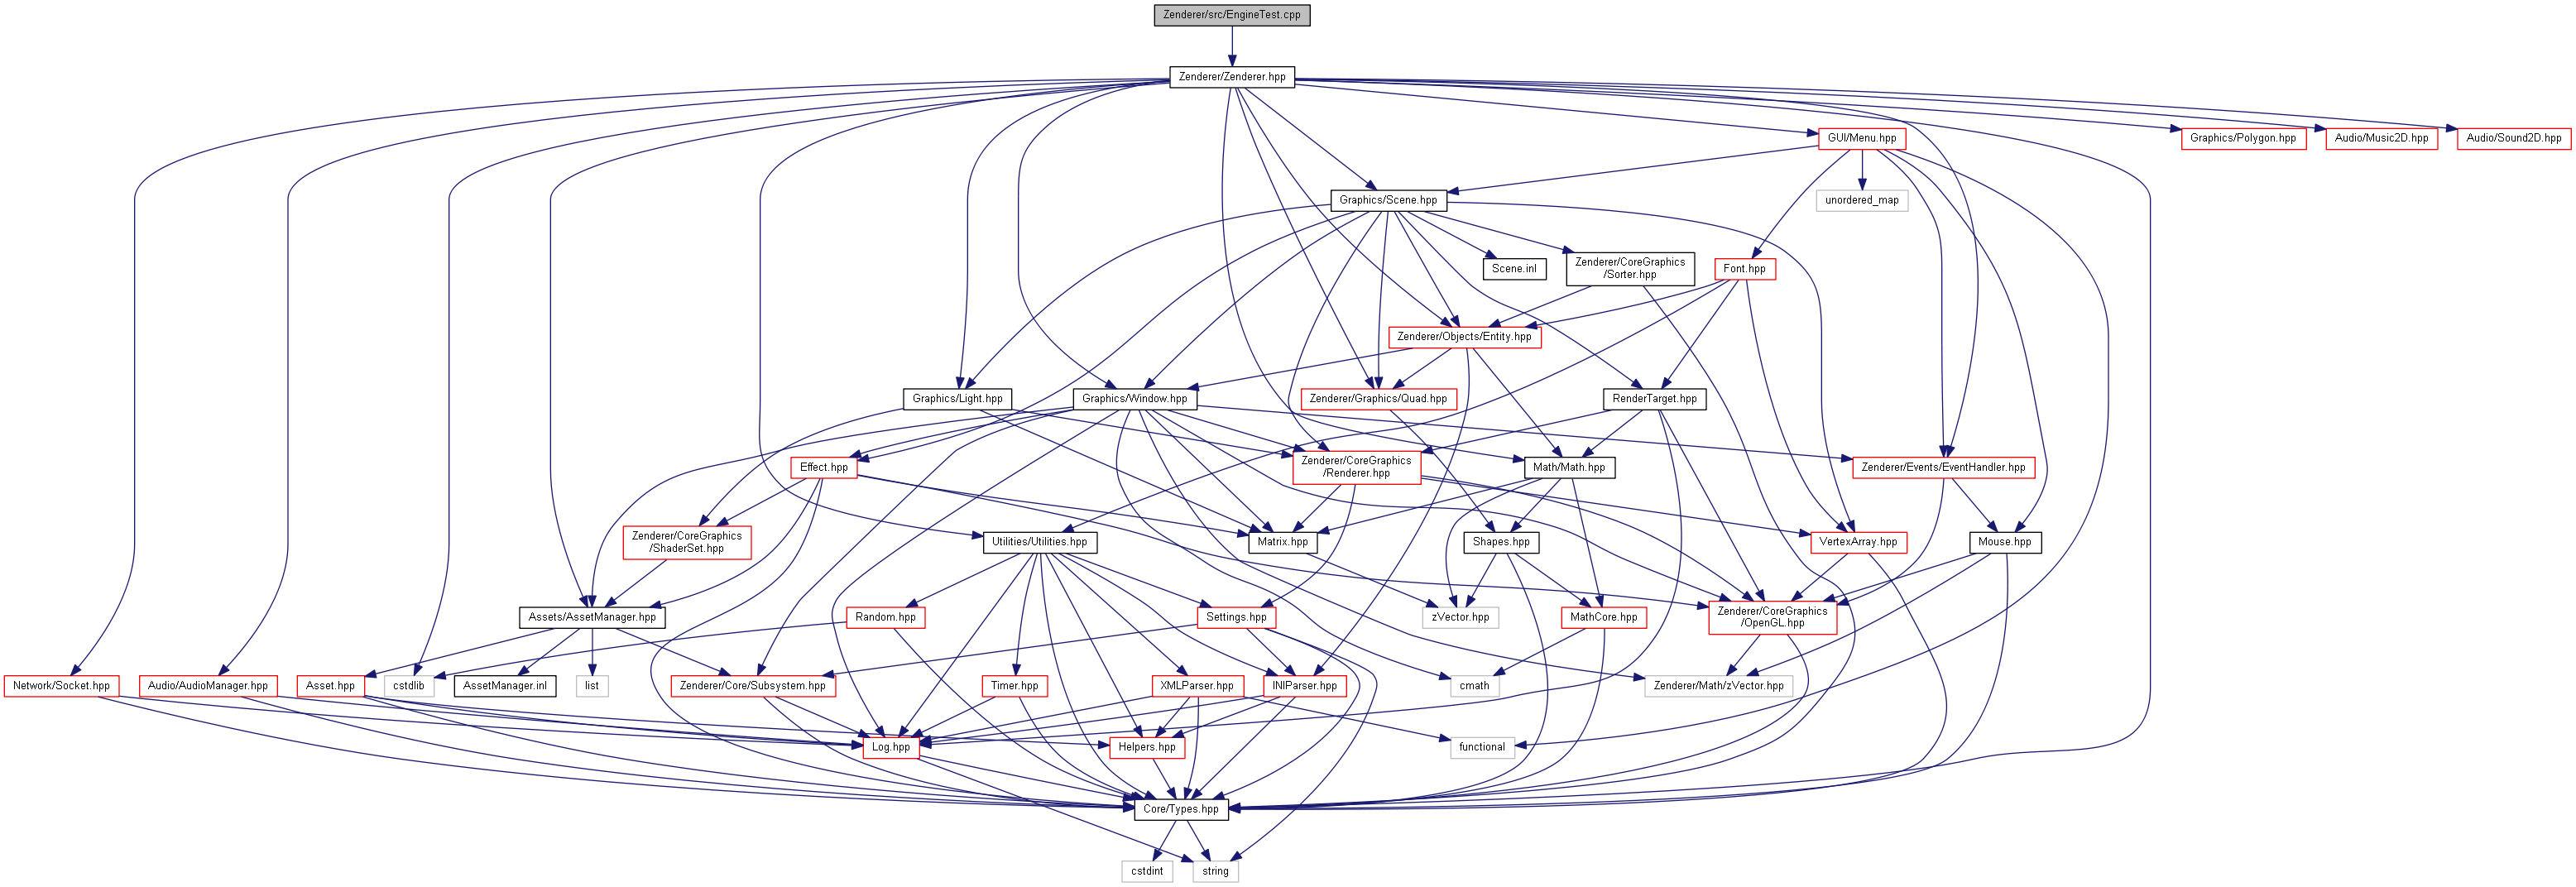 Zenderer/src/EngineTest.cpp
Zenderer/Zenderer.hpp
GUI/Menu.hpp
Graphics/Polygon.hpp
Audio/Music2D.hpp
Audio/Sound2D.hpp
Graphics/Scene.hpp
unordered_map
Scene.inl
Zenderer/CoreGraphics
/Sorter.hpp
Font.hpp
Zenderer/Objects/Entity.hpp
Graphics/Light.hpp
Graphics/Window.hpp
Zenderer/Graphics/Quad.hpp
RenderTarget.hpp
Effect.hpp
Zenderer/CoreGraphics
/Renderer.hpp
Math/Math.hpp
Zenderer/Events/EventHandler.hpp
Zenderer/CoreGraphics
/ShaderSet.hpp
Utilities/Utilities.hpp
Matrix.hpp
Shapes.hpp
VertexArray.hpp
Mouse.hpp
Assets/AssetManager.hpp
Random.hpp
Settings.hpp
zVector.hpp
MathCore.hpp
Zenderer/CoreGraphics
/OpenGL.hpp
Network/Socket.hpp
Audio/AudioManager.hpp
Asset.hpp
cstdlib
AssetManager.inl
list
Zenderer/Core/Subsystem.hpp
Timer.hpp
XMLParser.hpp
INIParser.hpp
cmath
Zenderer/Math/zVector.hpp
Log.hpp
Helpers.hpp
functional
Core/Types.hpp
cstdint
string